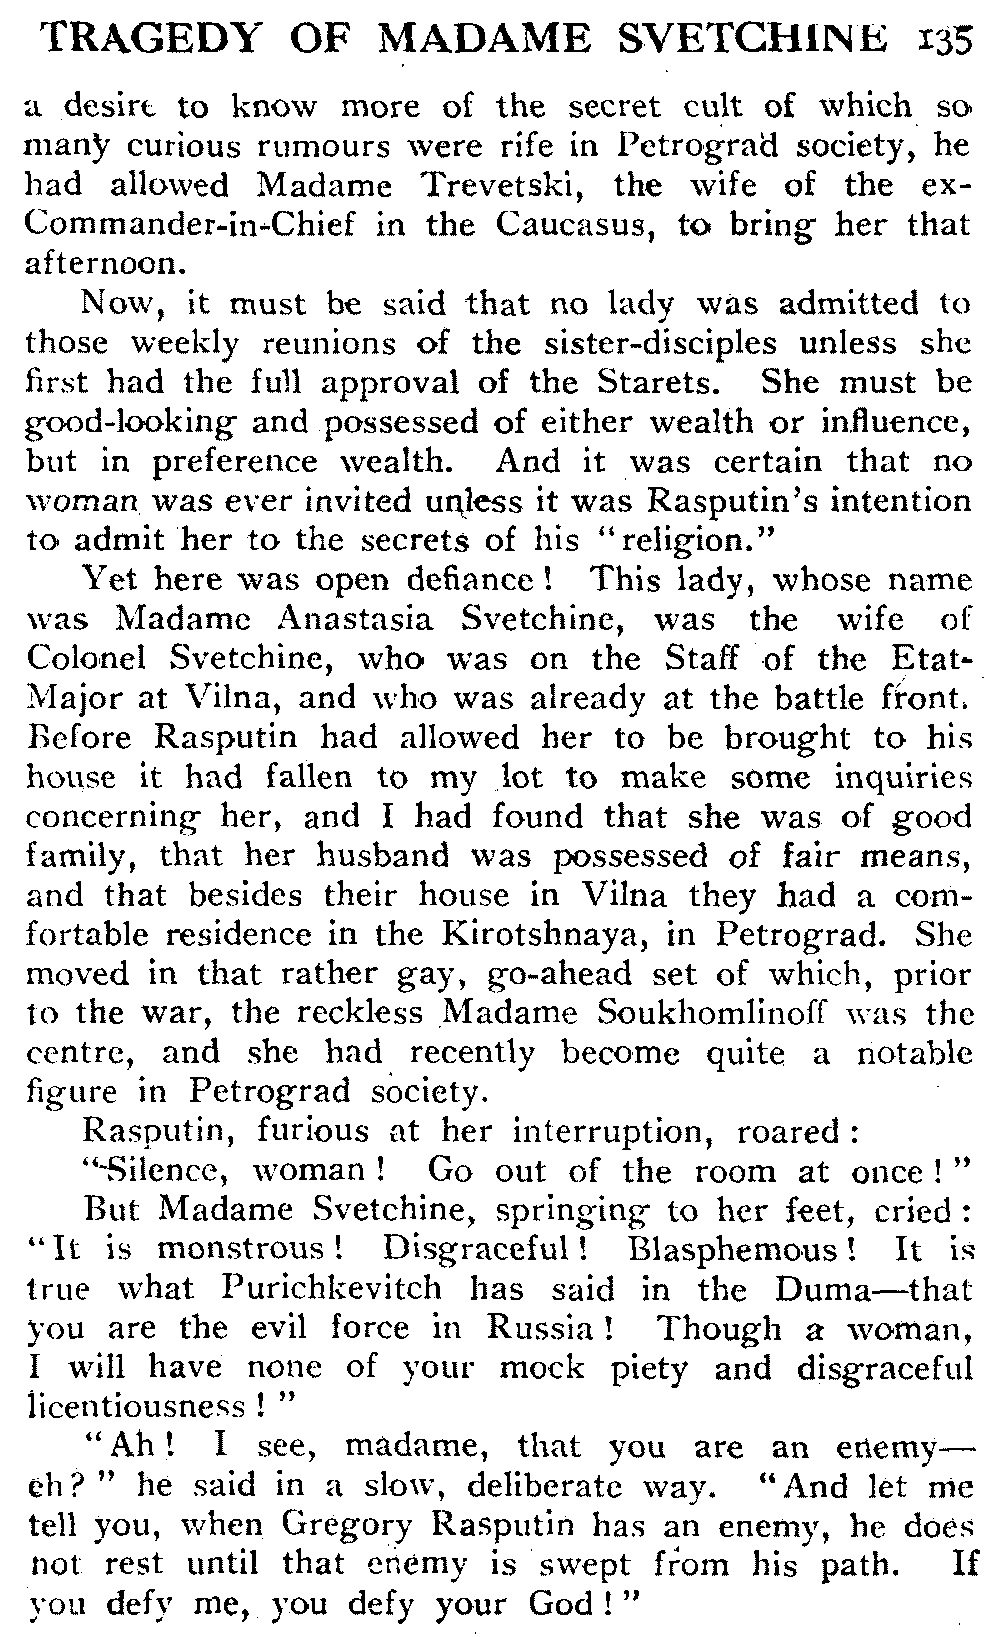 TRAGEDY OF MADAME SVETCHINE 135
a desire to know more of the secret cult of which so
many curious rumours were rife in Petrograd society, he
had allowed Madame Trevetski, the wife of the ex-
Commander-in-Chief in the Caucasus, to bring her that
afternoon.
Now, it must be said that no lady was admitted to
those weekly reunions of the sister-disciples unless she
first had the full approval of the Starets. She must be
good-looking and possessed of either wealth or influence,
but in preference wealth. And it was certain that no
woman was ever invited unless it was Rasputin's intention
to admit her to the secrets of his "religion."
Yet here was open defiance! This lady, whose name
was Madame Anastasia Svetchine, was the wife of
Colonel Svetchine, who was on the Staff of the Etat-
Major at Vilna, and who was already at the battle front.
Before Rasputin had allowed her to be brought to his
house it had fallen to my lot to make some inquiries
concerning her, and I had found that she was of good
family, that her husband was possessed of fair means,
and that besides their house in Vilna they had a com-
fortable residence in the Kirotshnaya, in Petrograd. She
moved in that rather gay, go-ahead set of which, prior
to the war, the reckless Madame Soukhomlinoff was the
centre, and she had recently become quite a notable
figure in Petrograd society.
Rasputin, furious at her interruption, roared:
"Silence, woman! Go out of the room at once!"
But Madame Svetchine, springing to her feet, cried:
"It is monstrous! Disgraceful! Blasphemous! It is
true what Purichkevitch has said in the Duma—that
you are the evil force in Russia! Though a woman,
I will have none of your mock piety and disgraceful
licentiousness!"
"Ah! I see, madame, that you are an enemy—
eh?" he said in a slow, deliberate way. "And let me
tell you, when Gregory Rasputin has an enemy, he does
not rest until that enemy is swept from his path. If
you defy me, you defy your God!"